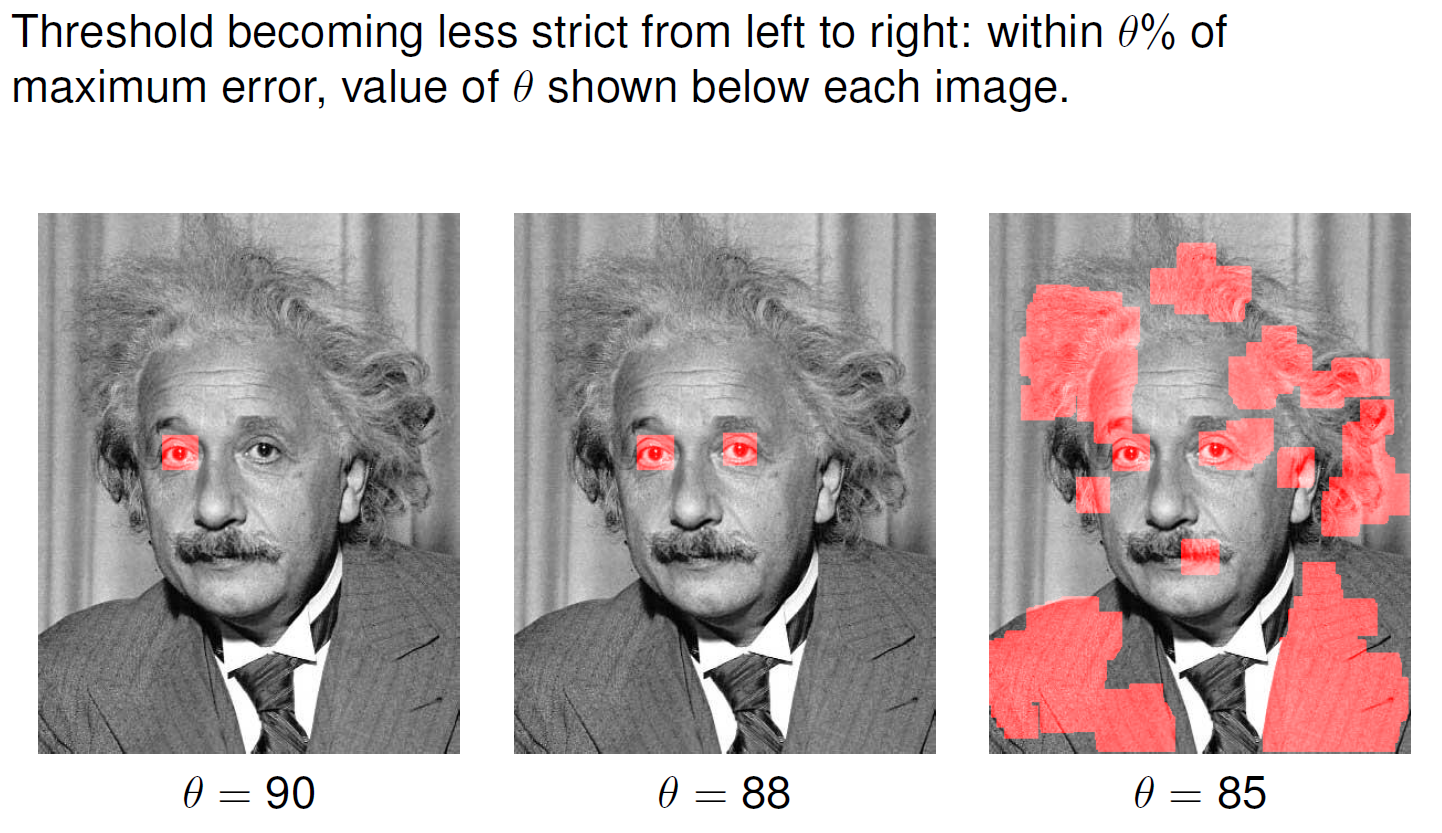 Threshold becoming less strict from left to right: within θ% of
maximum error, value of θ shown below each image.
θ = 90
θ = 88
θ = 85